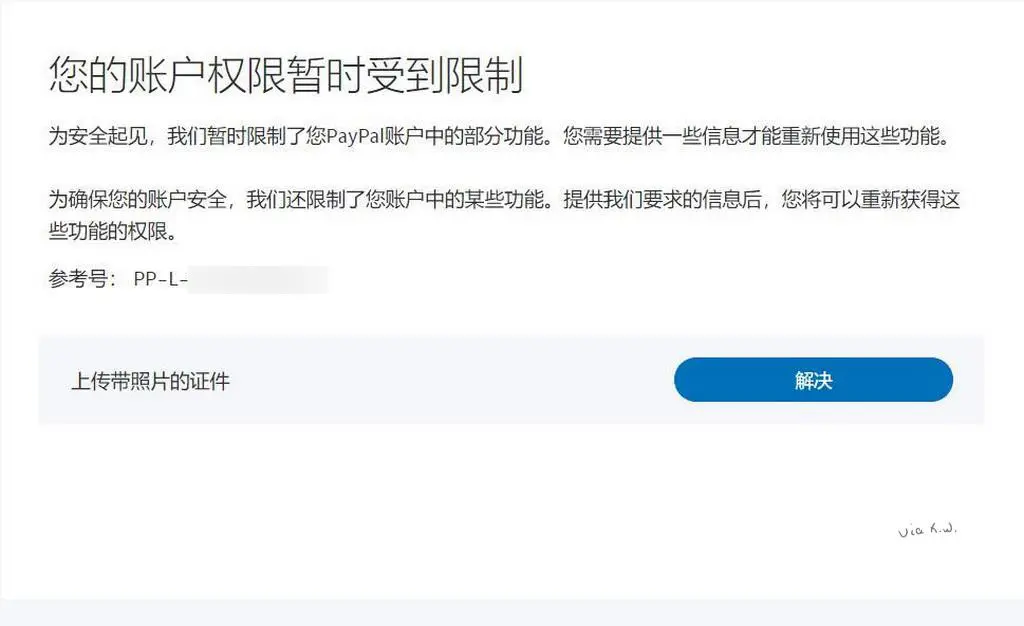 您的账户权限暂时受到限制
为安全起见，我们暂时限制了您PayPal账户中的部分功能。您需要提供一些信息才能重新使用这些功能。
为确保您的账户安全，我们还限制了您账户中的某些功能。提供我们要求的信息后，您将可以重新获得这
些功能的权限。
参考号： PP-L-
上传带照片的证件
解决
via K.W.